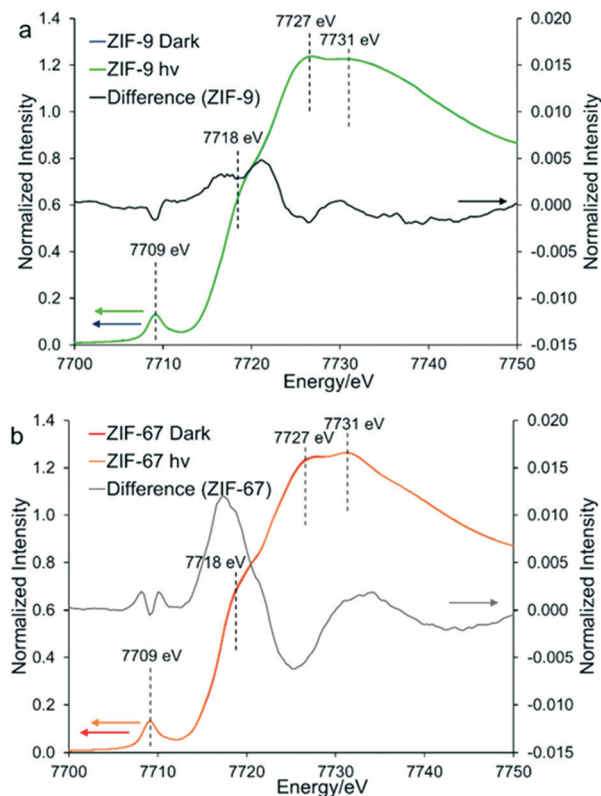 a
ZIF-9 Dark
ZIF-9 hv
Difference (ZIF-9)
7727 eV
7731 eV
7718 eV
7709 eV
Normalized Intensity
1.4
1.2
1.0
0.8
0.6
0.4
0.2
0.0
0.020
0.015
0.010
0.005
0.000
-0.005
-0.010
-0.015
Normalized Intensity
7700
7710
7720
7730
7740
7750
Energy/eV
b
ZIF-67 Dark
ZIF-67 hv
Difference (ZIF-67)
7727 eV
7731 eV
7718 eV
7709 eV
Normalized Intensity
1.4
1.2
1.0
0.8
0.6
0.4
0.2
0.0
0.020
0.015
0.010
0.005
0.000
-0.005
-0.010
-0.015
Normalized Intensity
7700
7710
7720
7730
7740
7750
Energy/eV